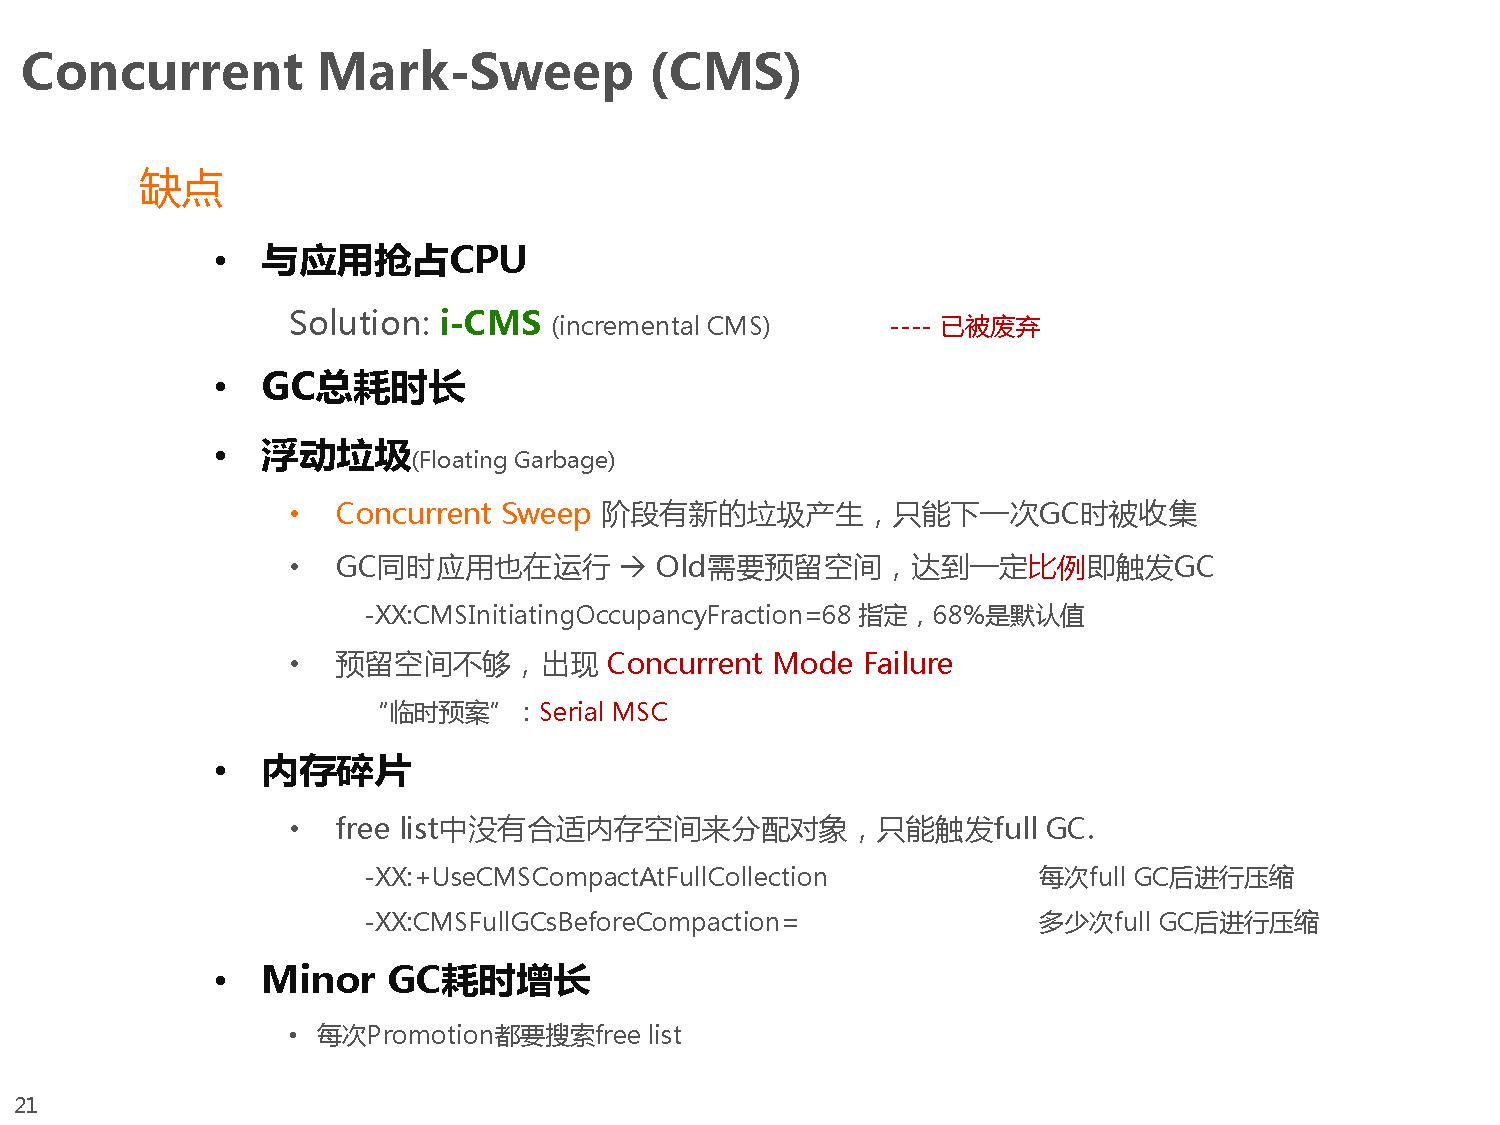 Concurrent Mark-Sweep (CMS)
缺点
• 与应用抢占CPU
Solution: i-CMS (incremental CMS) ---- 已被废弃
• GC总耗时长
• 浮动垃圾(Floating Garbage)
• Concurrent Sweep 阶段有新的垃圾产生，只能下一次GC时被收集
• GC同时应用也在运行 → Old需要预留空间，达到一定比例即触发GC
-XX:CMSInitiatingOccupancyFraction=68 指定，68%是默认值
• 预留空间不够，出现 Concurrent Mode Failure
“临时预案”：Serial MSC
• 内存碎片
• free list中没有合适内存空间来分配对象，只能触发full GC.
-XX:+UseCMSCompactAtFullCollection 每次full GC后进行压缩
-XX:CMSFullGCsBeforeCompaction= 多少次full GC后进行压缩
• Minor GC耗时增长
• 每次Promotion都要搜索free list
21